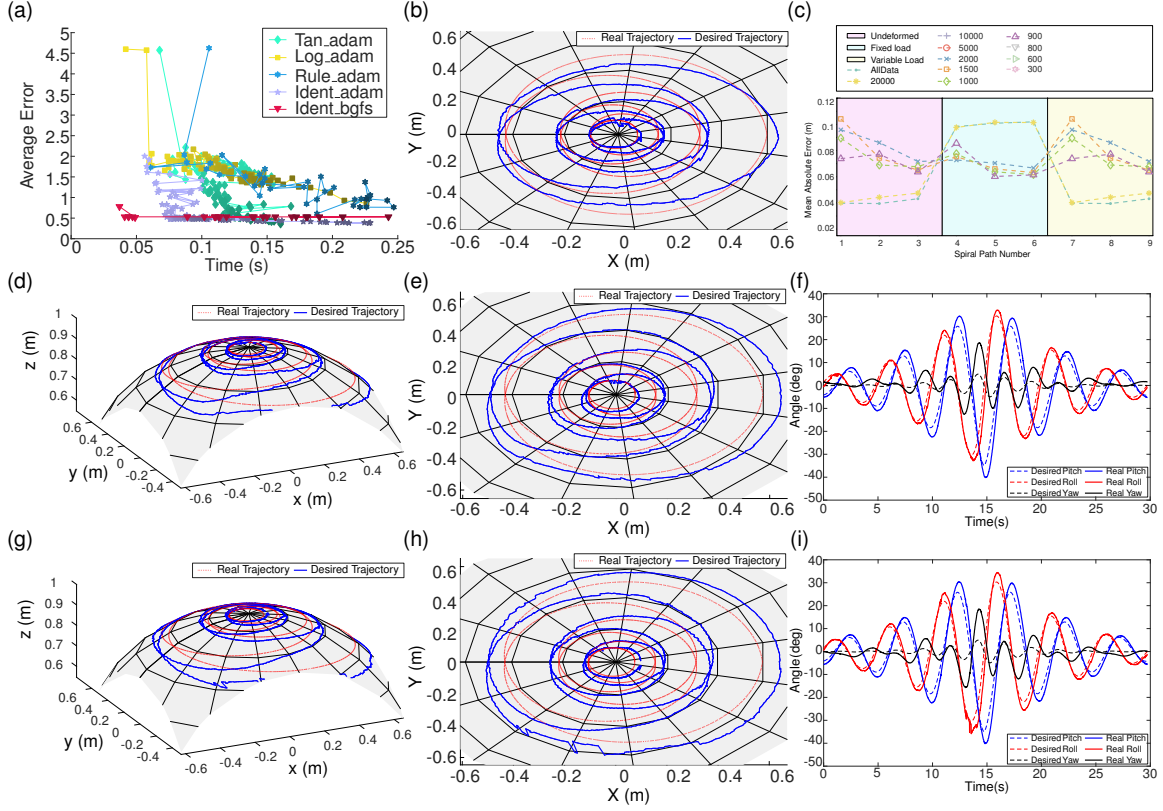 (a)
5
4.5
4
3.5
3
2.5
2
1.5
1
0.5
0
Average Error
0 0.05 0.1 0.15 0.2 0.25
Time (s)
Tan_adam
Log_adam
Rule_adam
Ident_adam
Ident_bgfs
(b)
Real Trajectory Desired Trajectory
0.6
0.4
0.2
0
-0.2
-0.4
-0.6
Y (m)
-0.6 -0.4 -0.2 0 0.2 0.4 0.6
X (m)
(c)
Undeformed
Fixed load
Variable Load
AllData
20000
10000
5000
2000
1500
1000
900
800
600
300
0.12
0.1
0.08
0.06
0.04
0.02
Mean Absolute Error (m)
1 2 3 4 5 6 7 8 9
Spiral Path Number
(d)
Real Trajectory Desired Trajectory
1
0.9
0.8
0.7
0.6
z (m)
0.6
0.4
0.2
0
-0.2
-0.4
y (m)
-0.6 -0.4 -0.2 0 0.2 0.4 0.6
x (m)
(e)
Real Trajectory Desired Trajectory
0.6
0.4
0.2
0
-0.2
-0.4
-0.6
Y (m)
-0.6 -0.4 -0.2 0 0.2 0.4 0.6
X (m)
(f)
40
30
20
10
0
-10
-20
-30
-40
-50
Angle(deg)
Desired Pitch Real Pitch
Desired Roll Real Roll
Desired Yaw Real Yaw
0 5 10 15 20 25 30
Time(s)
(g)
Real Trajectory Desired Trajectory
1
0.9
0.8
0.7
0.6
z (m)
0.6
0.4
0.2
0
-0.2
-0.4
y (m)
-0.6 -0.4 -0.2 0 0.2 0.4 0.6
x (m)
(h)
Real Trajectory Desired Trajectory
0.6
0.4
0.2
0
-0.2
-0.4
-0.6
Y (m)
-0.6 -0.4 -0.2 0 0.2 0.4 0.6
X (m)
(i)
40
30
20
10
0
-10
-20
-30
-40
-50
Angle(deg)
Desired Pitch Real Pitch
Desired Roll Real Roll
Desired Yaw Real Yaw
0 5 10 15 20 25 30
Time(s)